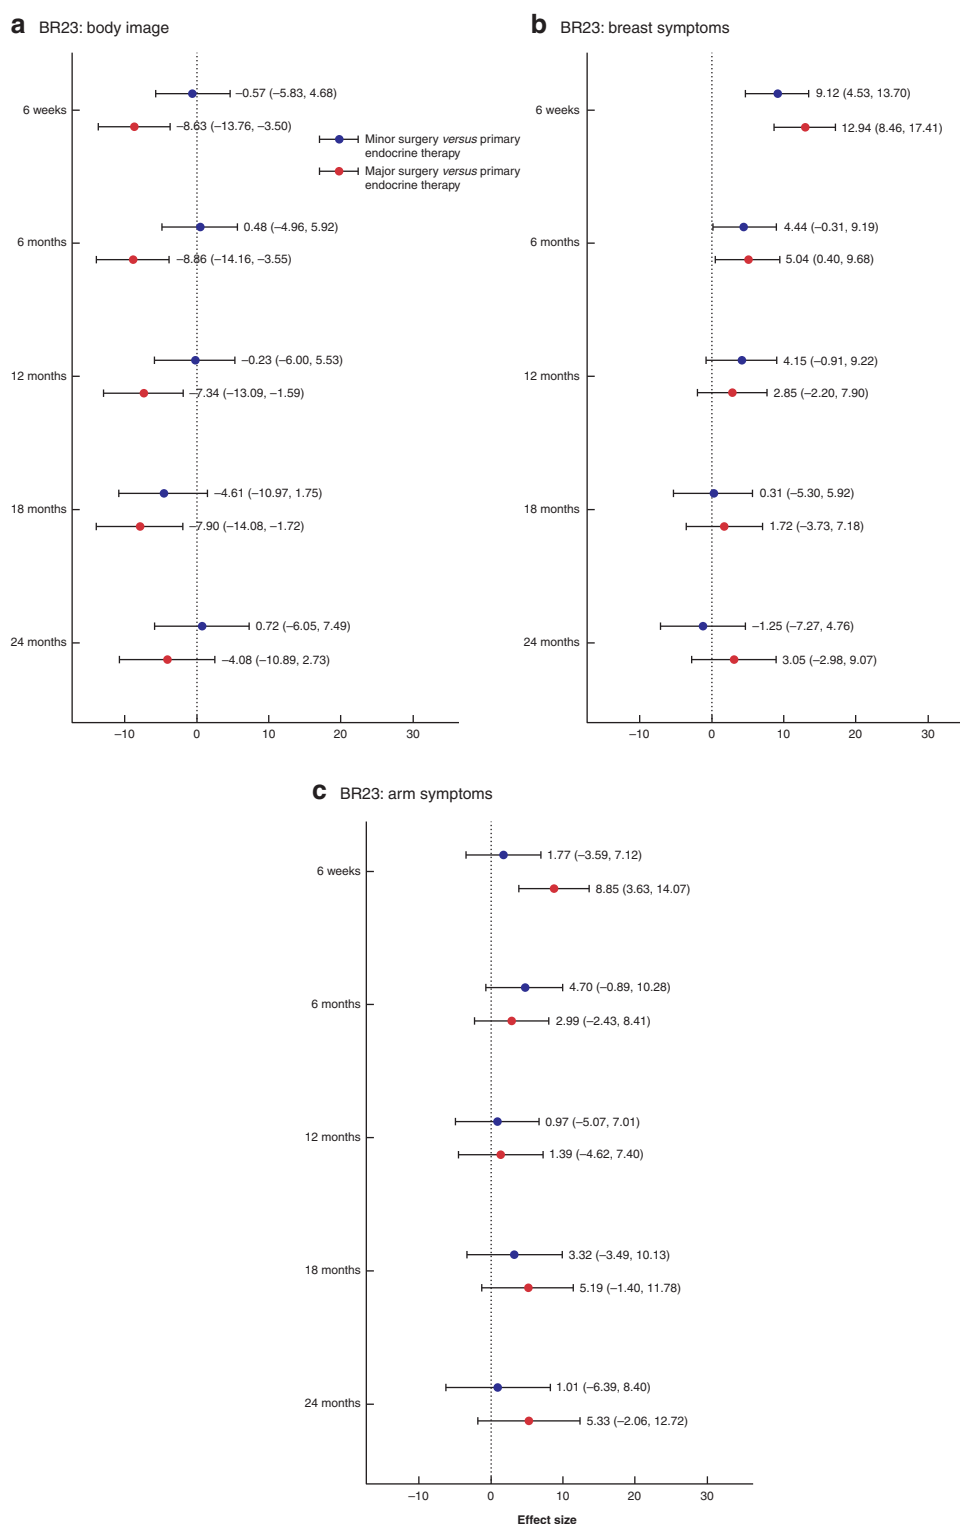 a BR23: body image
6 weeks
–0.57 (–5.83, 4.68)
–8.63 (–13.76, –3.50)
Minor surgery versus primary
endocrine therapy
Major surgery versus primary
endocrine therapy
6 months
0.48 (–4.96, 5.92)
–8.86 (–14.16, –3.55)
12 months
–0.23 (–6.00, 5.53)
–7.34 (–13.09, –1.59)
18 months
–4.61 (–10.97, 1.75)
–7.90 (–14.08, –1.72)
24 months
0.72 (–6.05, 7.49)
–4.08 (–10.89, 2.73)
–10 0 10 20 30
b BR23: breast symptoms
6 weeks
9.12 (4.53, 13.70)
12.94 (8.46, 17.41)
6 months
4.44 (–0.31, 9.19)
5.04 (0.40, 9.68)
12 months
4.15 (–0.91, 9.22)
2.85 (–2.20, 7.90)
18 months
0.31 (–5.30, 5.92)
1.72 (–3.73, 7.18)
24 months
–1.25 (–7.27, 4.76)
3.05 (–2.98, 9.07)
–10 0 10 20 30
c BR23: arm symptoms
6 weeks
1.77 (–3.59, 7.12)
8.85 (3.63, 14.07)
6 months
4.70 (–0.89, 10.28)
2.99 (–2.43, 8.41)
12 months
0.97 (–5.07, 7.01)
1.39 (–4.62, 7.40)
18 months
3.32 (–3.49, 10.13)
5.19 (–1.40, 11.78)
24 months
1.01 (–6.39, 8.40)
5.33 (–2.06, 12.72)
–10 0 10 20 30
Effect size